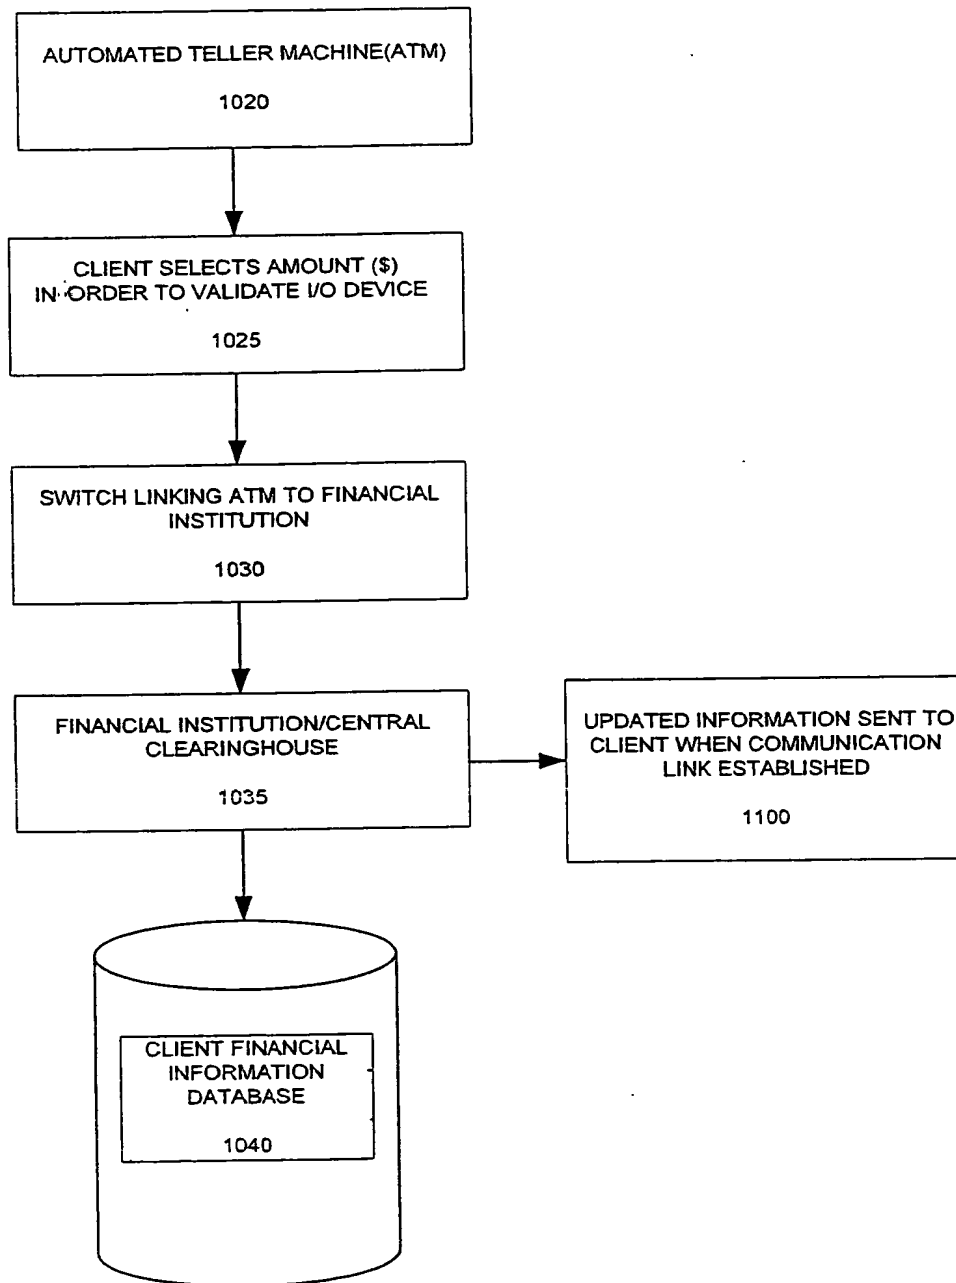 AUTOMATED TELLER MACHINE(ATM)
1020
CLIENT SELECTS AMOUNT ($)
IN ORDER TO VALIDATE I/O DEVICE
1025
SWITCH LINKING ATM TO FINANCIAL
INSTITUTION
1030
FINANCIAL INSTITUTION/CENTRAL
CLEARINGHOUSE
1035
UPDATED INFORMATION SENT TO
CLIENT WHEN COMMUNICATION
LINK ESTABLISHED
1100
CLIENT FINANCIAL
INFORMATION
DATABASE
1040